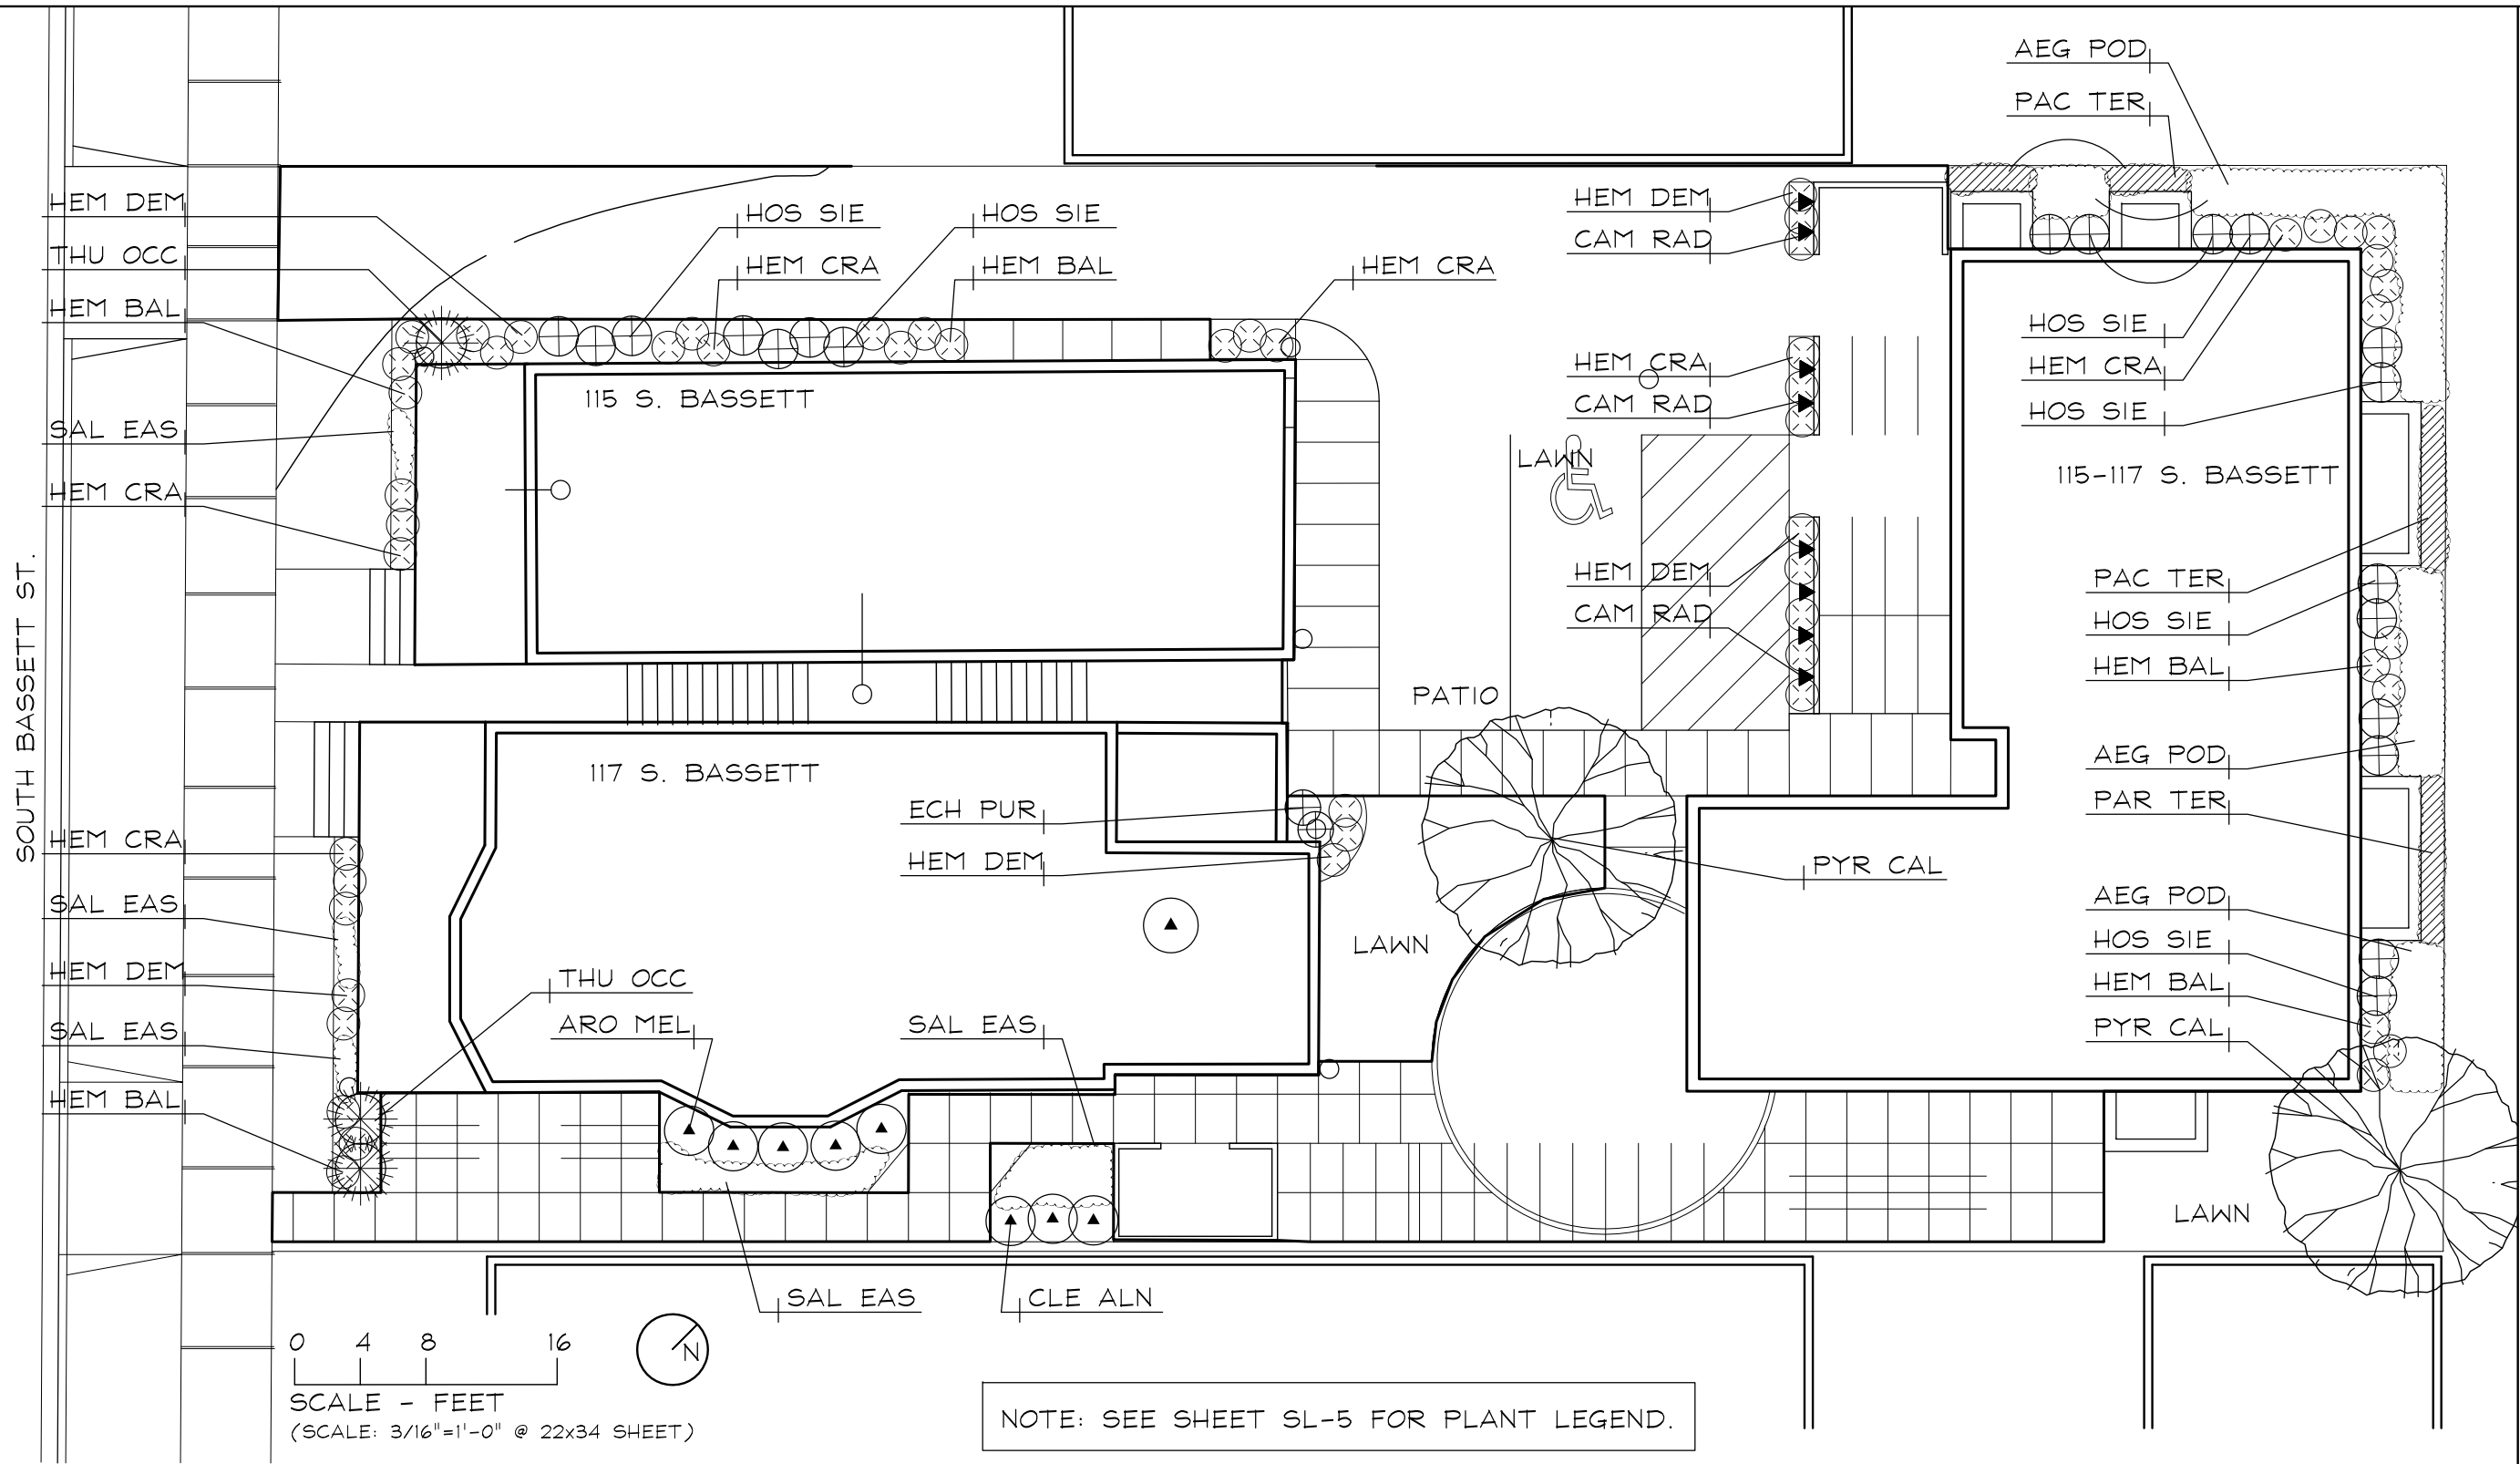 AEG POD
PAC TER
HEM DEM
HOS SIE
HOS SIE
HEM DEM
CAM RAD
THU OCC
HEM CRA
HEM BAL
HEM CRA
HEM BAL
HOS SIE
HEM CRA
HEM CRA
CAM RAD
HOS SIE
115 S. BASSETT
SAL EAS
LAWN
115-117 S. BASSETT
HEM CRA
SOUTH BASSETT ST.
HEM DEM
CAM RAD
PAC TER
HOS SIE
HEM BAL
PATIO
117 S. BASSETT
AEG POD
PAR TER
ECH PUR
HEM DEM
PYR CAL
HEM CRA
SAL EAS
LAWN
AEG POD
HOS SIE
HEM BAL
PYR CAL
HEM DEM
THU OCC
SAL EAS
ARO MEL
SAL EAS
HEM BAL
LAWN
SAL EAS
CLE ALN
0 4 8 16
N
SCALE - FEET
(SCALE: 3/16"=1'-0" @ 22x34 SHEET)
NOTE: SEE SHEET SL-5 FOR PLANT LEGEND.